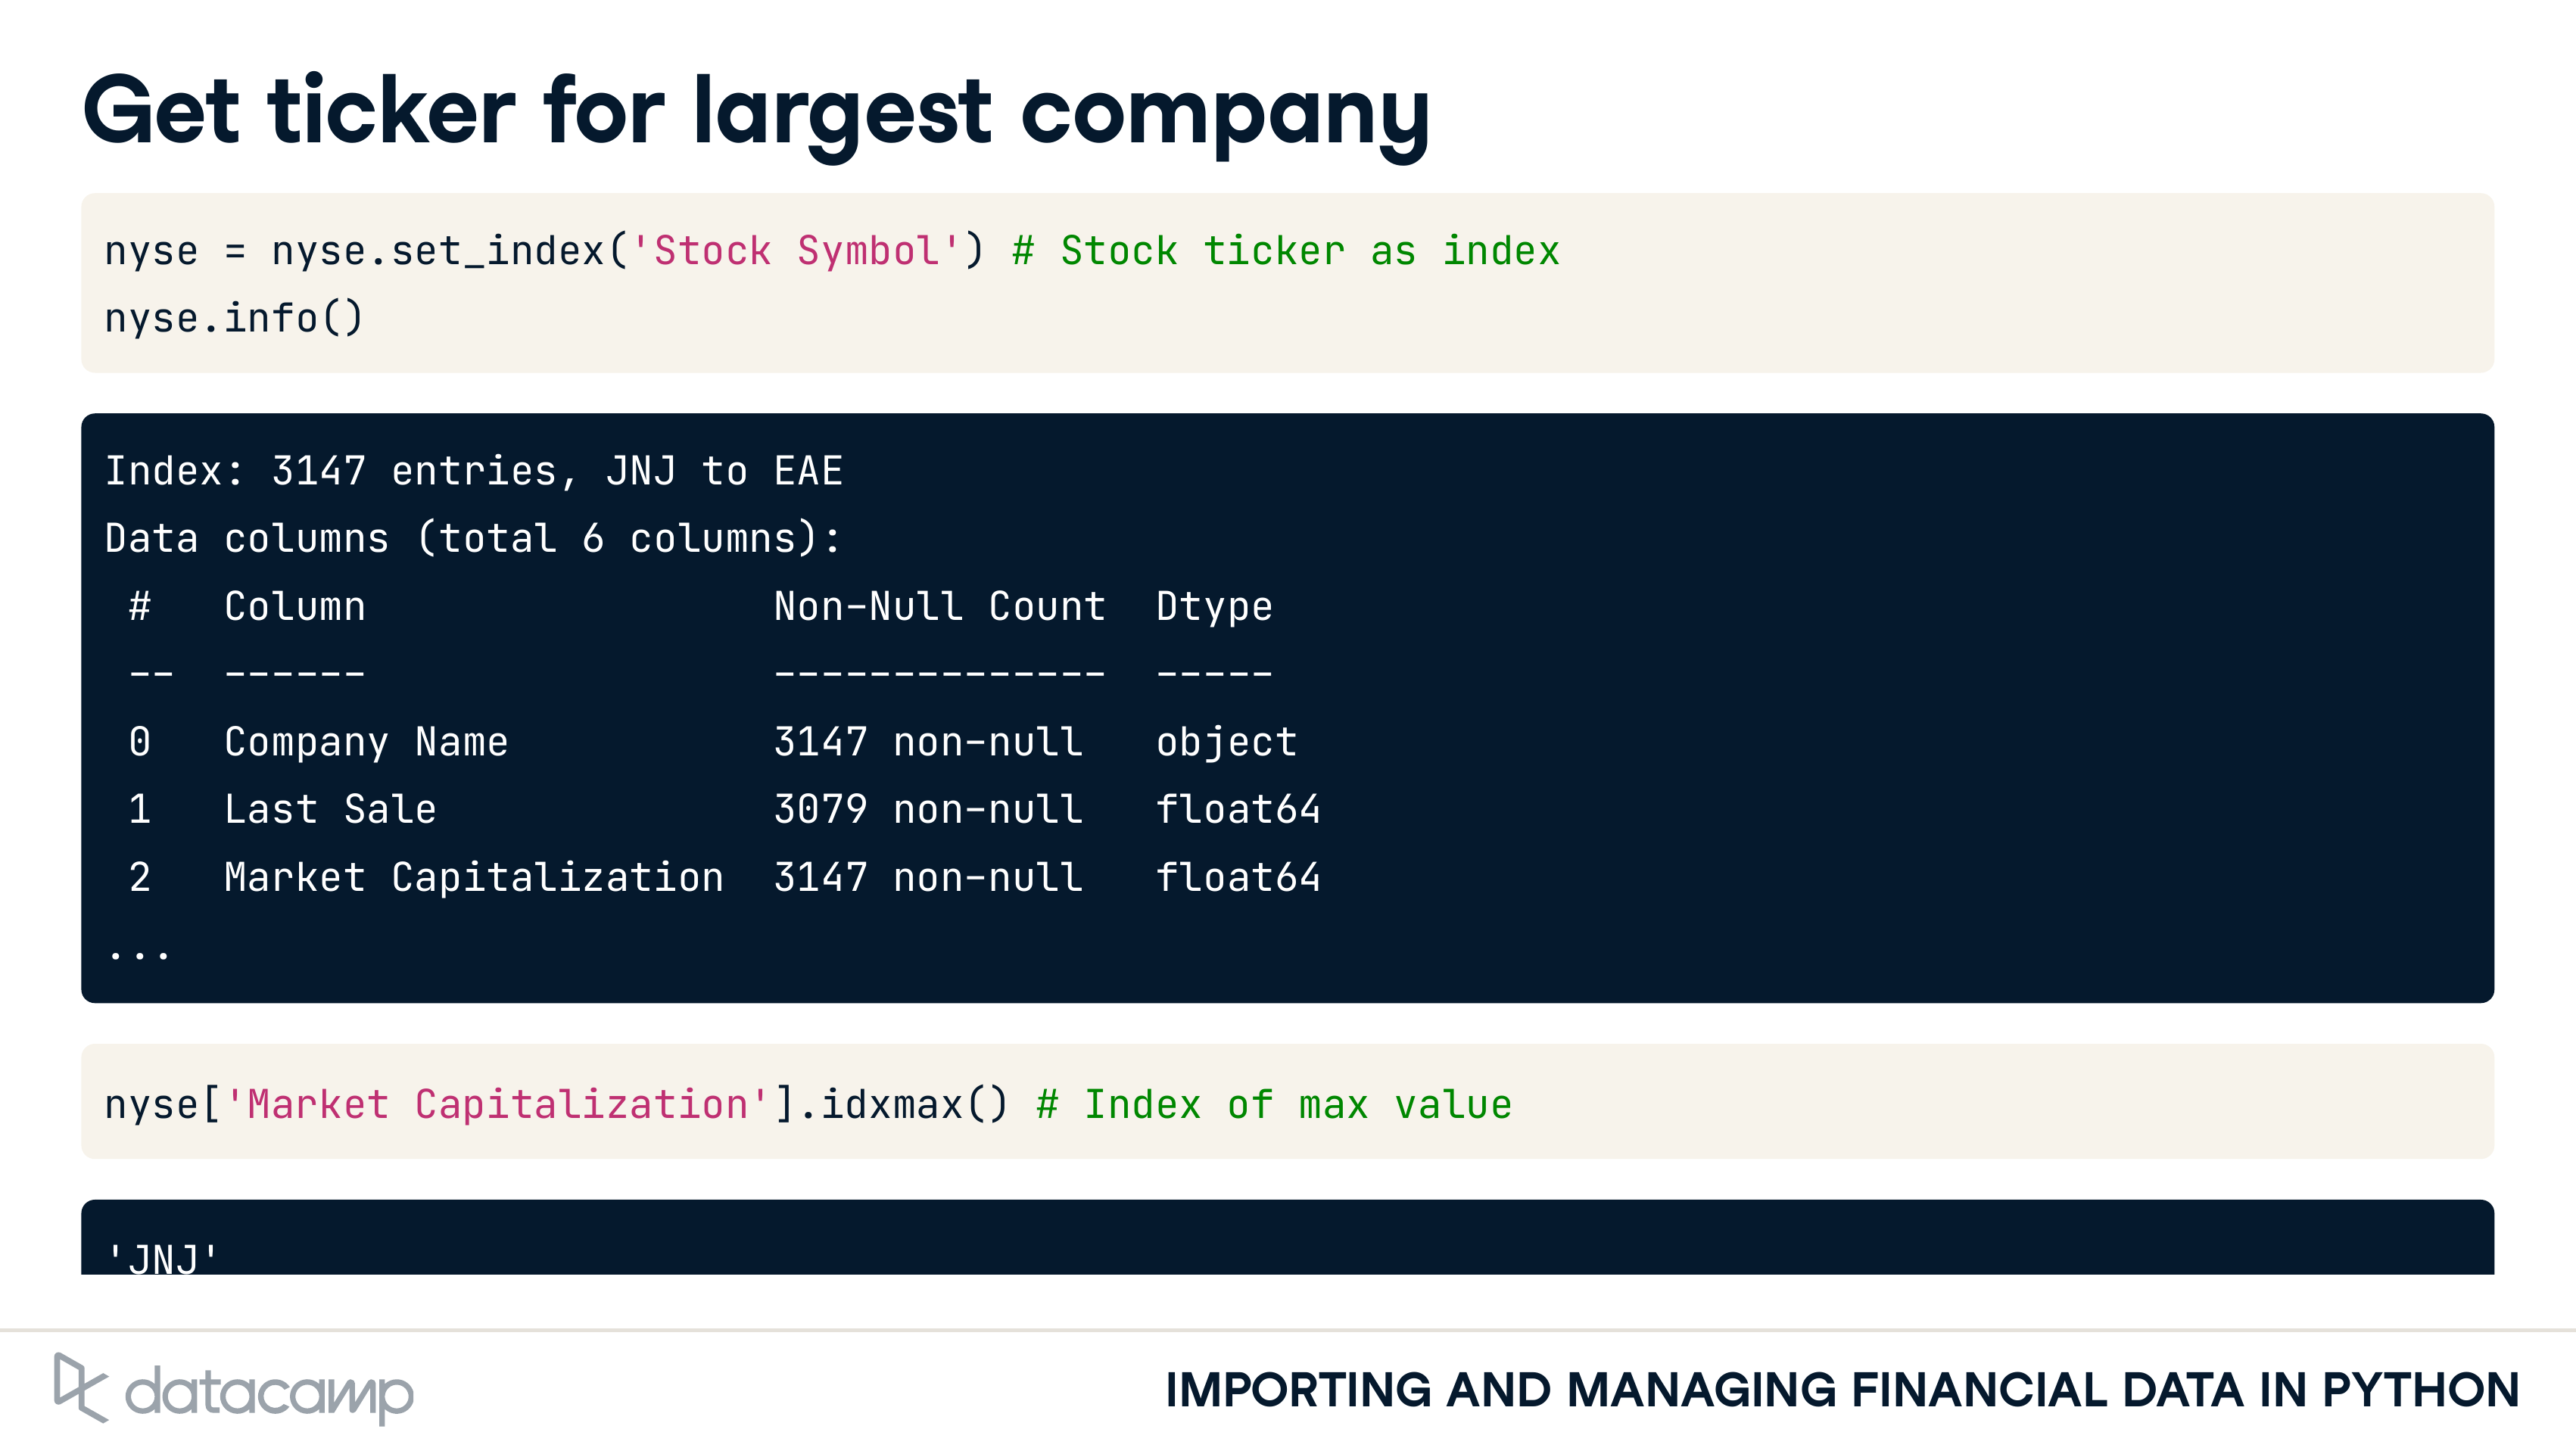 Get ticker for largest company
nyse = nyse.set_index('Stock Symbol') # Stock ticker as index
nyse.info()
Index: 3147 entries, JNJ to EAE
Data columns (total 6 columns):
 #   Column                 Non-Null Count  Dtype
 --  ------                 --------------  -----
 0   Company Name           3147 non-null   object
 1   Last Sale              3079 non-null   float64
 2   Market Capitalization  3147 non-null   float64
...
nyse['Market Capitalization'].idxmax() # Index of max value
'JNJ'
datacamp
IMPORTING AND MANAGING FINANCIAL DATA IN PYTHON